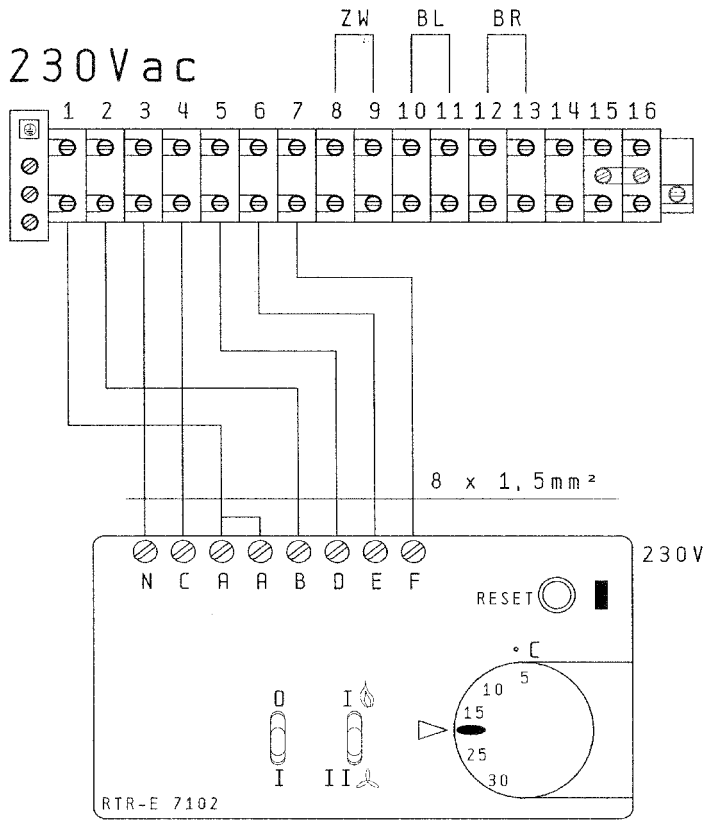 ZW BL BR
230Vac
1 2 3 4 5 6 7 8 9 10 11 12 13 14 15 16
8 x 1,5mm²
230V
N C A A B D E F
RESET
°C
5
10
15
25
30
O I
I II
RTR-E 7102